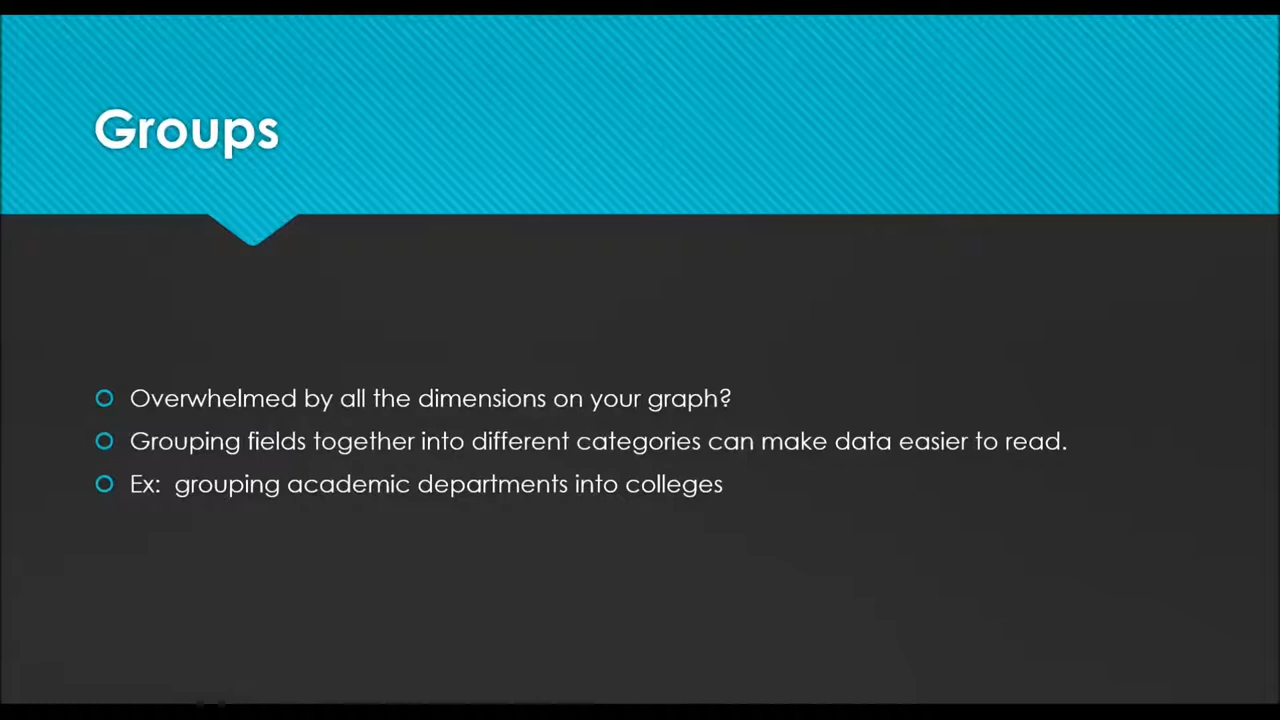 Groups
Overwhelmed by all the dimensions on your graph?
Grouping fields together into different categories can make data easier to read.
Ex:  grouping academic departments into colleges